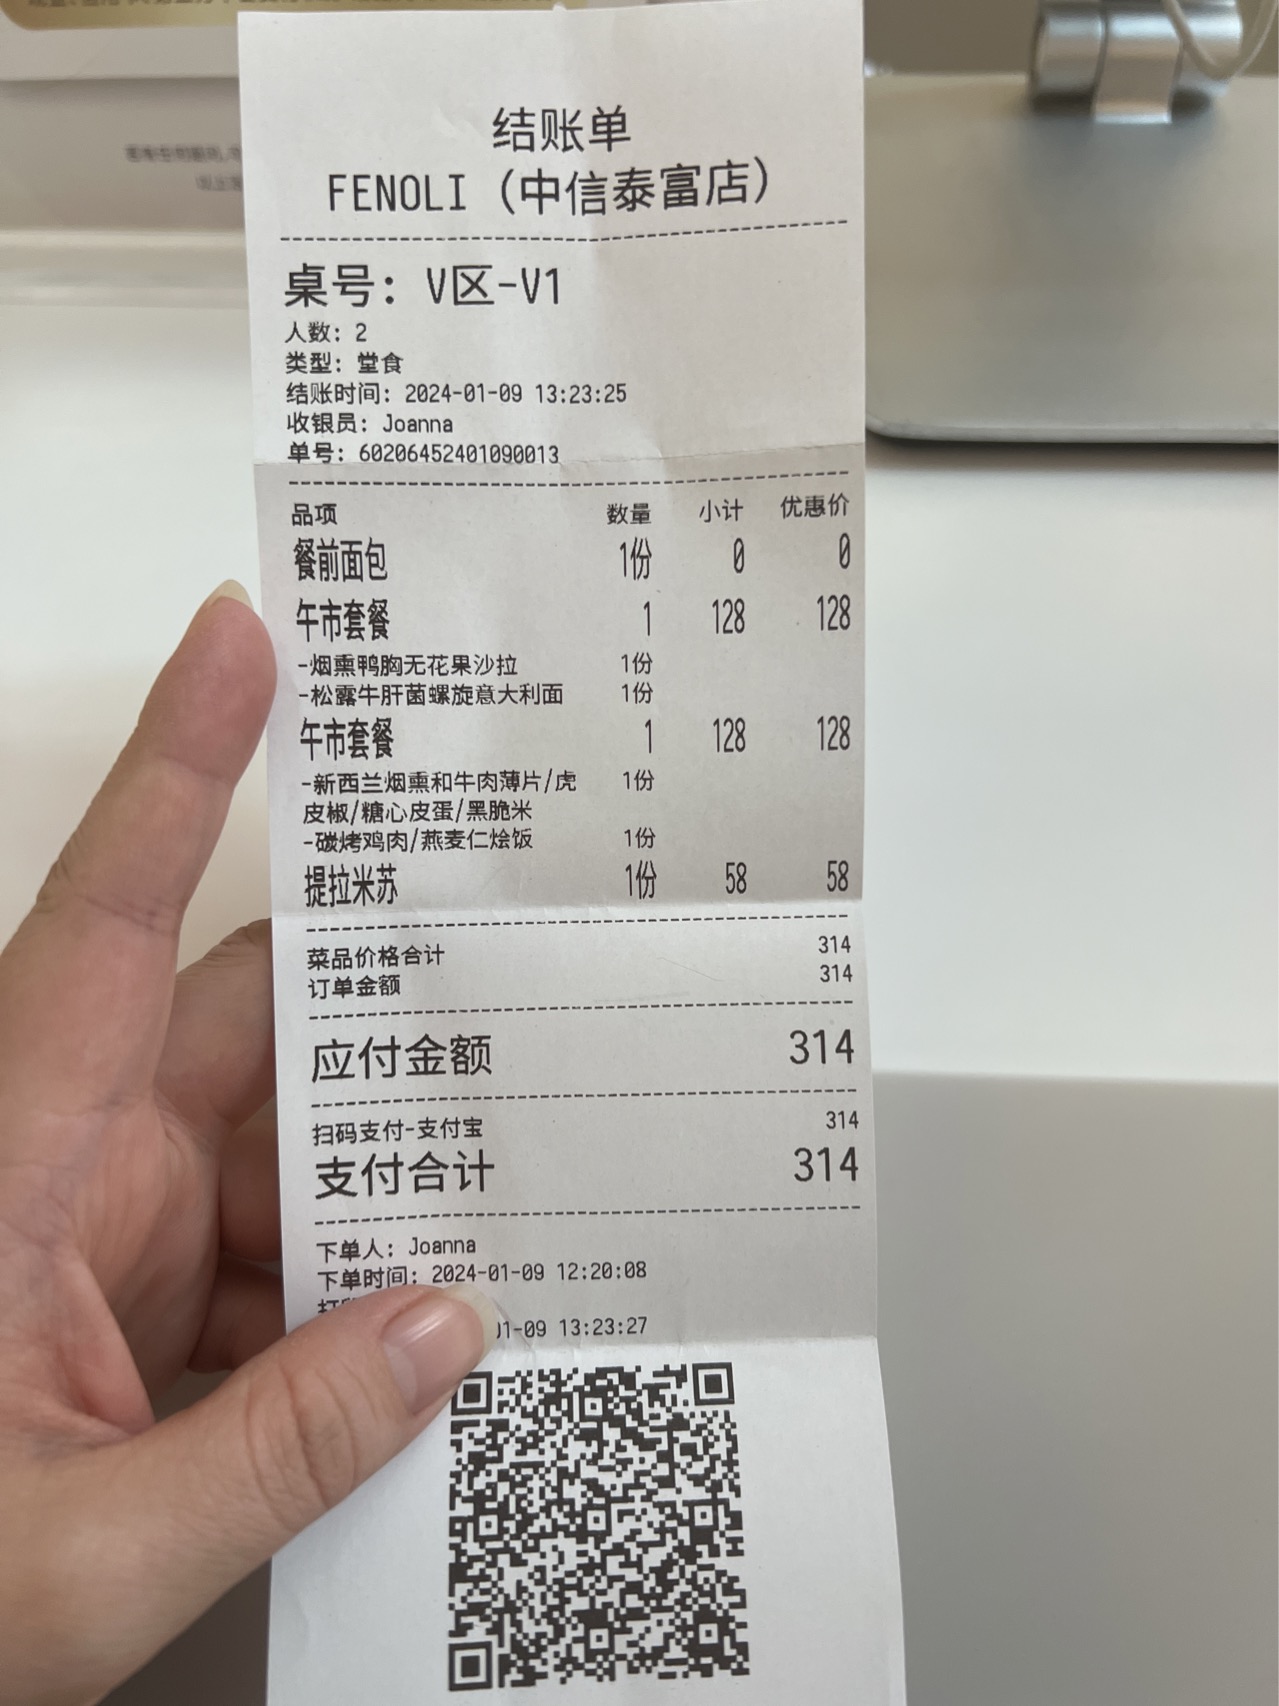 结账单
FENOLI（中信泰富店）
桌号：V区-V1
人数：2
类型：堂食
结账时间：2024-01-09 13:23:25
收银员：Joanna
单号：60206452401090013
品项 数量 小计 优惠价
餐前面包 1份 0 0
午市套餐 1 128 128
-烟熏鸭胸无花果沙拉 1份
-松露牛肝菌螺旋意大利面 1份
午市套餐 1 128 128
-新西兰烟熏和牛肉薄片/虎 1份
皮椒/糖心皮蛋/黑脆米
-碳烤鸡肉/燕麦仁烩饭 1份
提拉米苏 1份 58 58
菜品价格合计 314
订单金额 314
应付金额 314
扫码支付-支付宝 314
支付合计 314
下单人：Joanna
下单时间：2024-01-09 12:20:08
01-09 13:23:27